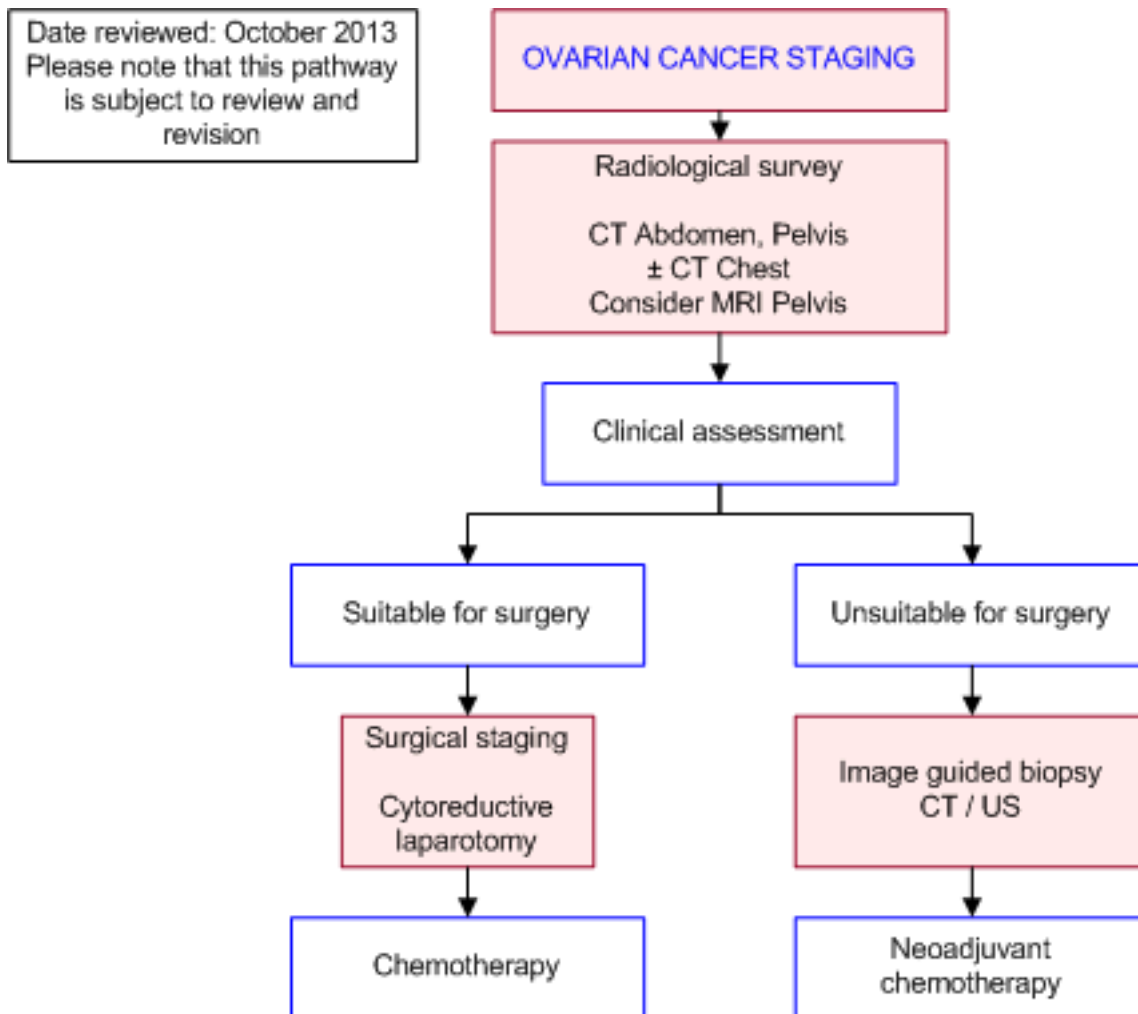 Date reviewed: October 2013
Please note that this pathway
is subject to review and
revision
OVARIAN CANCER STAGING
Radiological survey
CT Abdomen, Pelvis
± CT Chest
Consider MRI Pelvis
Clinical assessment
Suitable for surgery
Unsuitable for surgery
Surgical staging
Cytoreductive
laparotomy
Image guided biopsy
CT / US
Chemotherapy
Neoadjuvant
chemotherapy